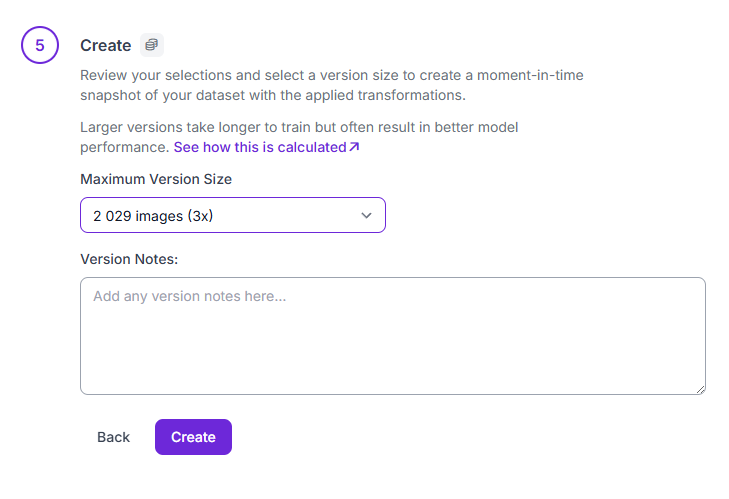 5
Create
Review your selections and select a version size to create a moment-in-time
snapshot of your dataset with the applied transformations.
Larger versions take longer to train but often result in better model
performance. See how this is calculated
Maximum Version Size
2 029 images (3x)
Version Notes:
Add any version notes here...
Back
Create